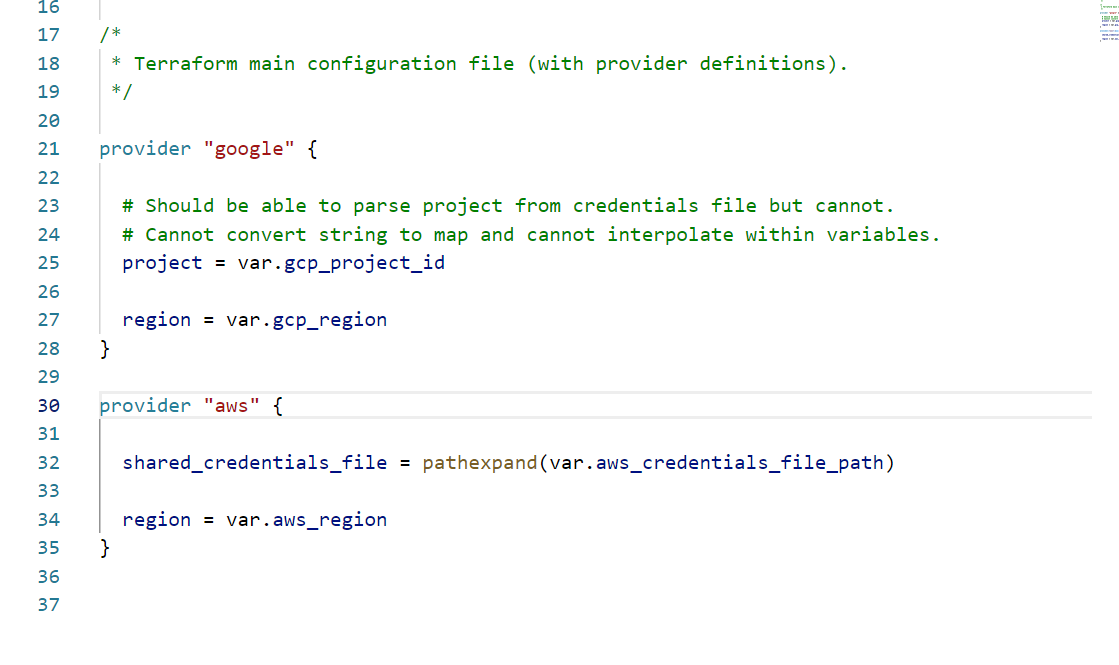 16
17 /*
18  * Terraform main configuration file (with provider definitions).
19  */
20
21 provider "google" {
22
23   # Should be able to parse project from credentials file but cannot.
24   # Cannot convert string to map and cannot interpolate within variables.
25   project = var.gcp_project_id
26
27   region = var.gcp_region
28 }
29
30 provider "aws" {
31
32   shared_credentials_file = pathexpand(var.aws_credentials_file_path)
33
34   region = var.aws_region
35 }
36
37